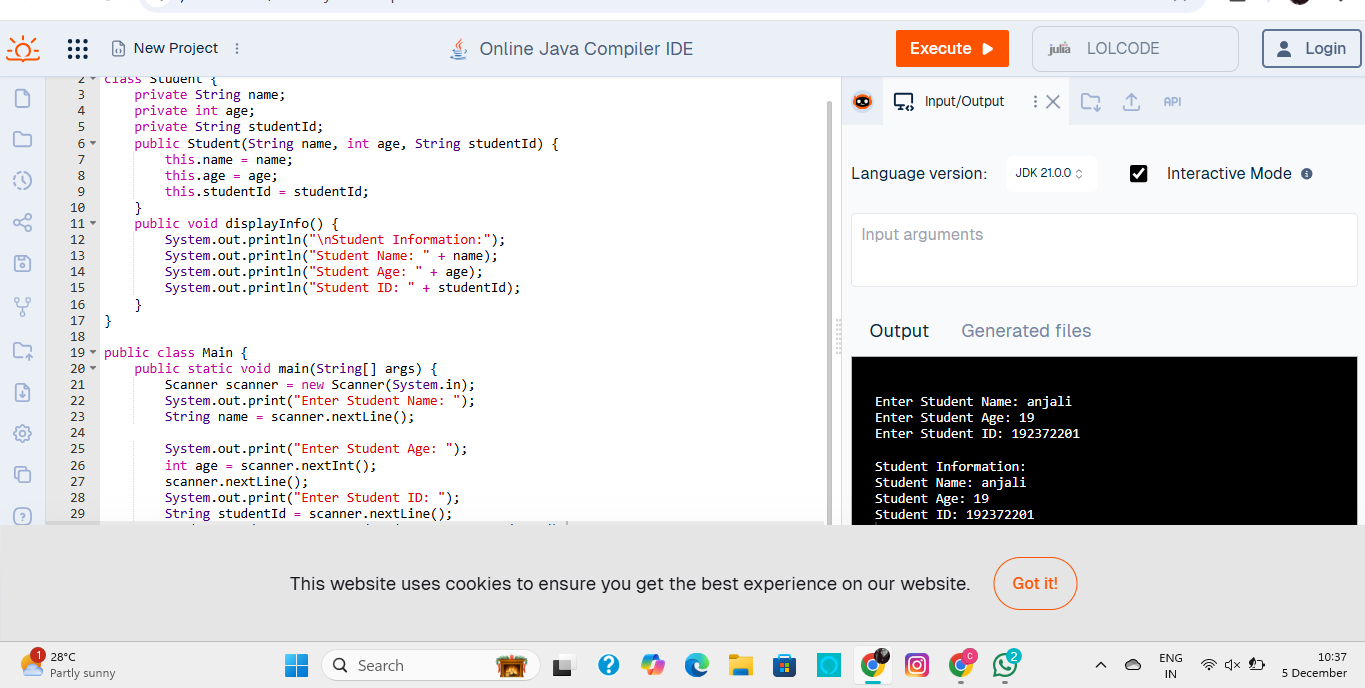 New Project
Online Java Compiler IDE
Execute
julia LOLCODE
Login
2 class Student {
3 private String name;
4 private int age;
5 private String studentId;
6 public Student(String name, int age, String studentId) {
7 this.name = name;
8 this.age = age;
9 this.studentId = studentId;
10 }
11 public void displayInfo() {
12 System.out.println("\nStudent Information:");
13 System.out.println("Student Name: " + name);
14 System.out.println("Student Age: " + age);
15 System.out.println("Student ID: " + studentId);
16 }
17 }
18
19 public class Main {
20 public static void main(String[] args) {
21 Scanner scanner = new Scanner(System.in);
22 System.out.print("Enter Student Name: ");
23 String name = scanner.nextLine();
24
25 System.out.print("Enter Student Age: ");
26 int age = scanner.nextInt();
27 scanner.nextLine();
28 System.out.print("Enter Student ID: ");
29 String studentId = scanner.nextLine();
Input/Output
API
Language version:
JDK 21.0.0
Interactive Mode
Input arguments
Output
Generated files
Enter Student Name: anjali
Enter Student Age: 19
Enter Student ID: 192372201
Student Information:
Student Name: anjali
Student Age: 19
Student ID: 192372201
This website uses cookies to ensure you get the best experience on our website.
Got it!
1
28°C
Partly sunny
Search
C
2
ENG
IN
10:37
5 December